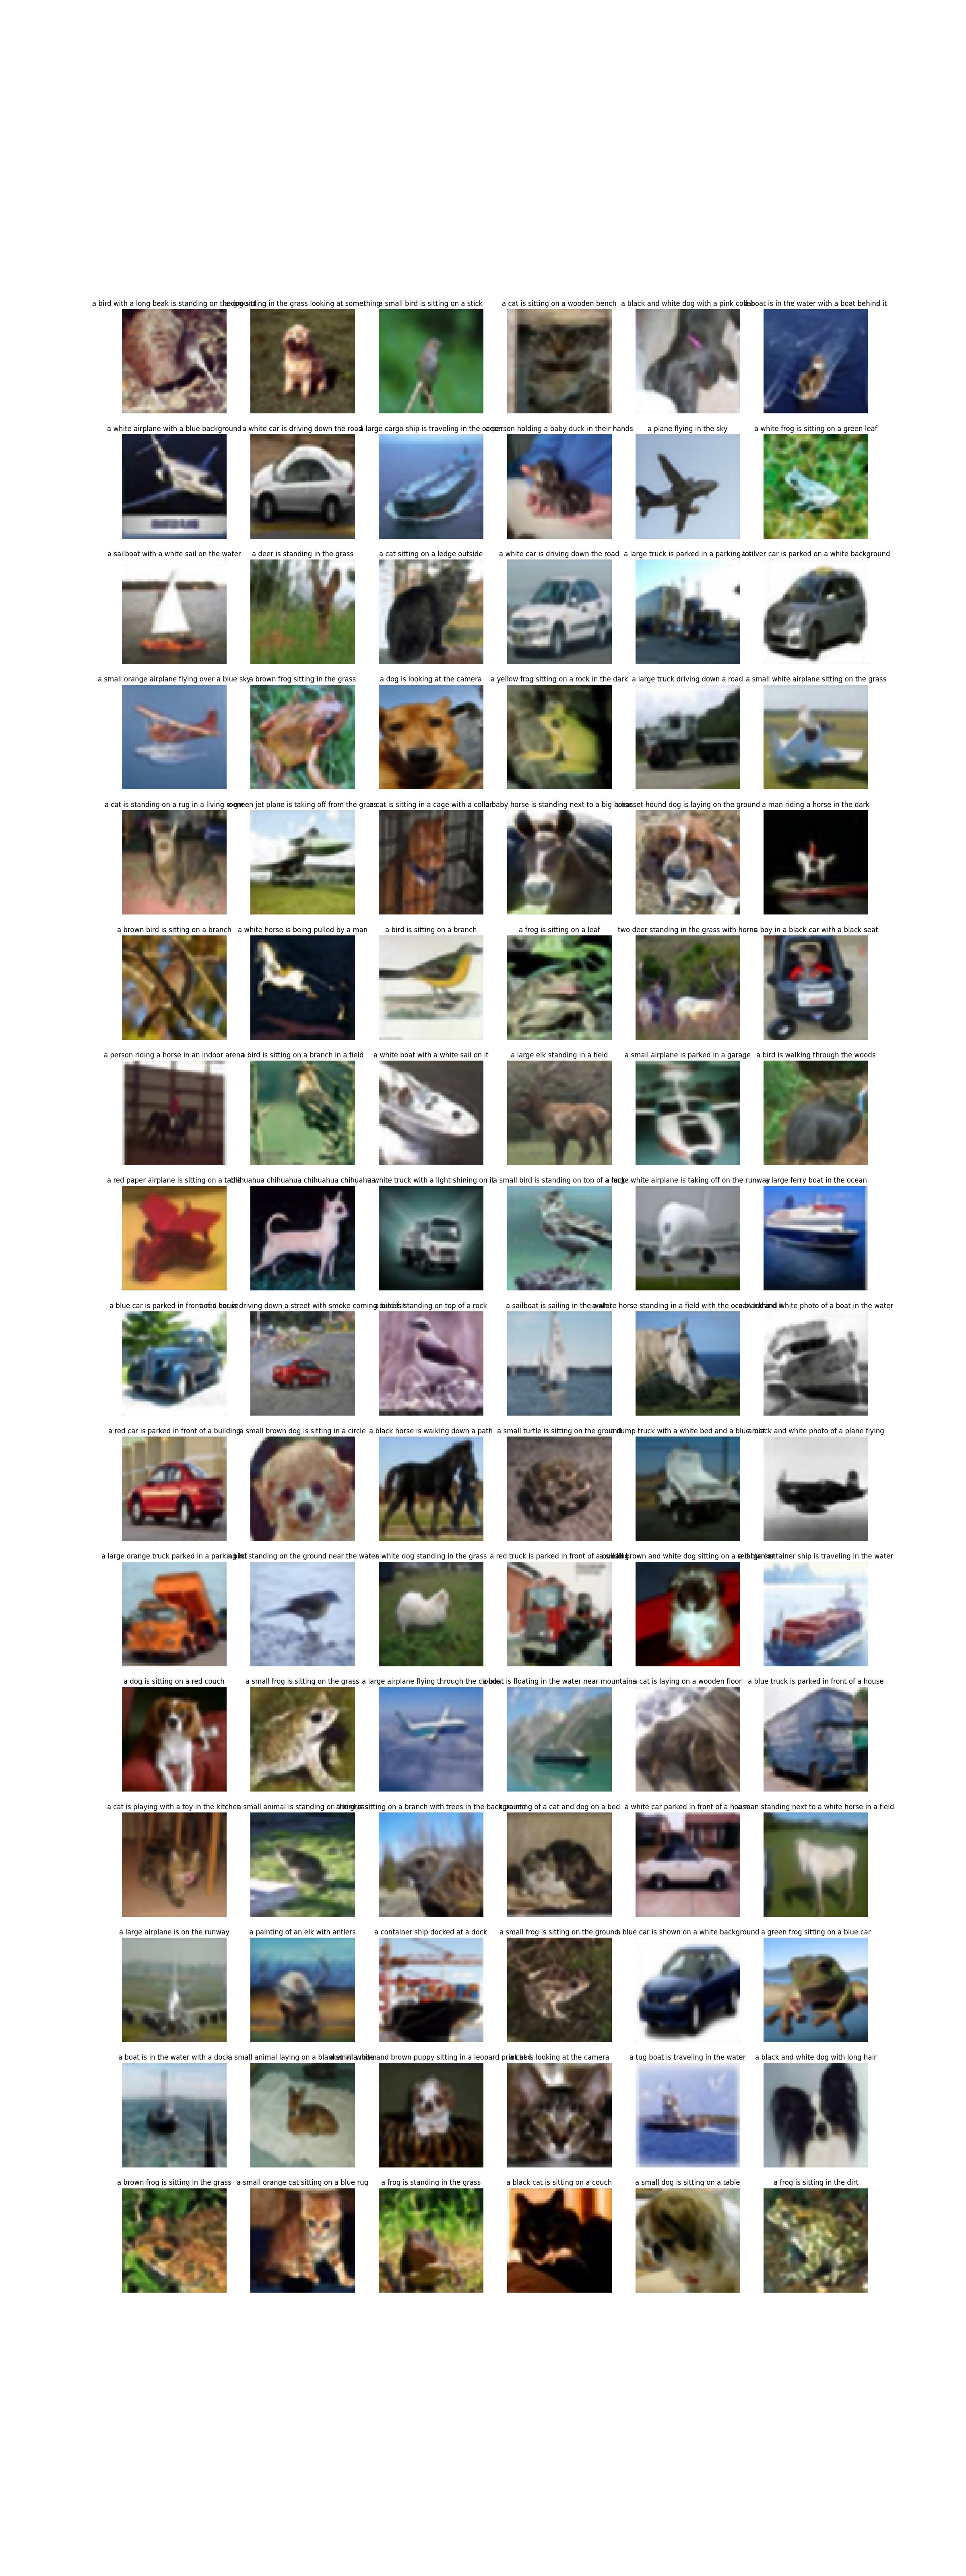 a bird with a long beak is standing on the ground
a dog sitting in the grass looking at something
a small bird is sitting on a stick
a cat is sitting on a wooden bench
a black and white dog with a pink collar
a boat is in the water with a boat behind it
a white airplane with a blue background
a white car is driving down the road
a large cargo ship is traveling in the ocean
a person holding a baby duck in their hands
a plane flying in the sky
a white frog is sitting on a green leaf
a sailboat with a white sail on the water
a deer is standing in the grass
a cat sitting on a ledge outside
a white car is driving down the road
a large truck is parked in a parking lot
a silver car is parked on a white background
a small orange airplane flying over a blue sky
a brown frog sitting in the grass
a dog is looking at the camera
a yellow frog sitting on a rock in the dark
a large truck driving down a road
a small white airplane sitting on the grass
a cat is standing on a rug in a living room
a green jet plane is taking off from the grass
a cat is sitting in a cage with a collar
a baby horse is standing next to a big horse
a basset hound dog is laying on the ground
a man riding a horse in the dark
a brown bird is sitting on a branch
a white horse is being pulled by a man
a bird is sitting on a branch
a frog is sitting on a leaf
two deer standing in the grass with horns
a boy in a black car with a black seat
a person riding a horse in an indoor arena
a bird is sitting on a branch in a field
a white boat with a white sail on it
a large elk standing in a field
a small airplane is parked in a garage
a bird is walking through the woods
a red paper airplane is sitting on a table
chihuahua chihuahua chihuahua chihuahua
a white truck with a light shining on it
a small bird is standing on top of a rock
a large white airplane is taking off on the runway
a large ferry boat in the ocean
a blue car is parked in front of a house
a red car is driving down a street with smoke coming out of it
a bird is standing on top of a rock
a sailboat is sailing in the water
a white horse standing in a field with the ocean behind it
a black and white photo of a boat in the water
a red car is parked in front of a building
a small brown dog is sitting in a circle
a black horse is walking down a path
a small turtle is sitting on the ground
a dump truck with a white bed and a blue
a black and white photo of a plane flying
a large orange truck parked in a parking lot
a bird standing on the ground near the water
a white dog standing in the grass
a red truck is parked in front of a building
a small brown and white dog sitting on a red blanket
a large container ship is traveling in the water
a dog is sitting on a red couch
a small frog is sitting on the grass
a large airplane flying through the clouds
a boat is floating in the water near mountains
a cat is laying on a wooden floor
a blue truck is parked in front of a house
a cat is playing with a toy in the kitchen
a small animal is standing on the grass
a bird is sitting on a branch with trees in the background
a painting of a cat and dog on a bed
a white car parked in front of a house
a man standing next to a white horse in a field
a large airplane is on the runway
a painting of an elk with antlers
a container ship docked at a dock
a small frog is sitting on the ground
a blue car is shown on a white background
a green frog sitting on a blue car
a boat is in the water with a dock
a small animal laying on a blanket in a room
a small white and brown puppy sitting in a leopard print bed
a cat is looking at the camera
a tug boat is traveling in the water
a black and white dog with long hair
a brown frog is sitting in the grass
a small orange cat sitting on a blue rug
a frog is standing in the grass
a black cat is sitting on a couch
a small dog is sitting on a table
a frog is sitting in the dirt